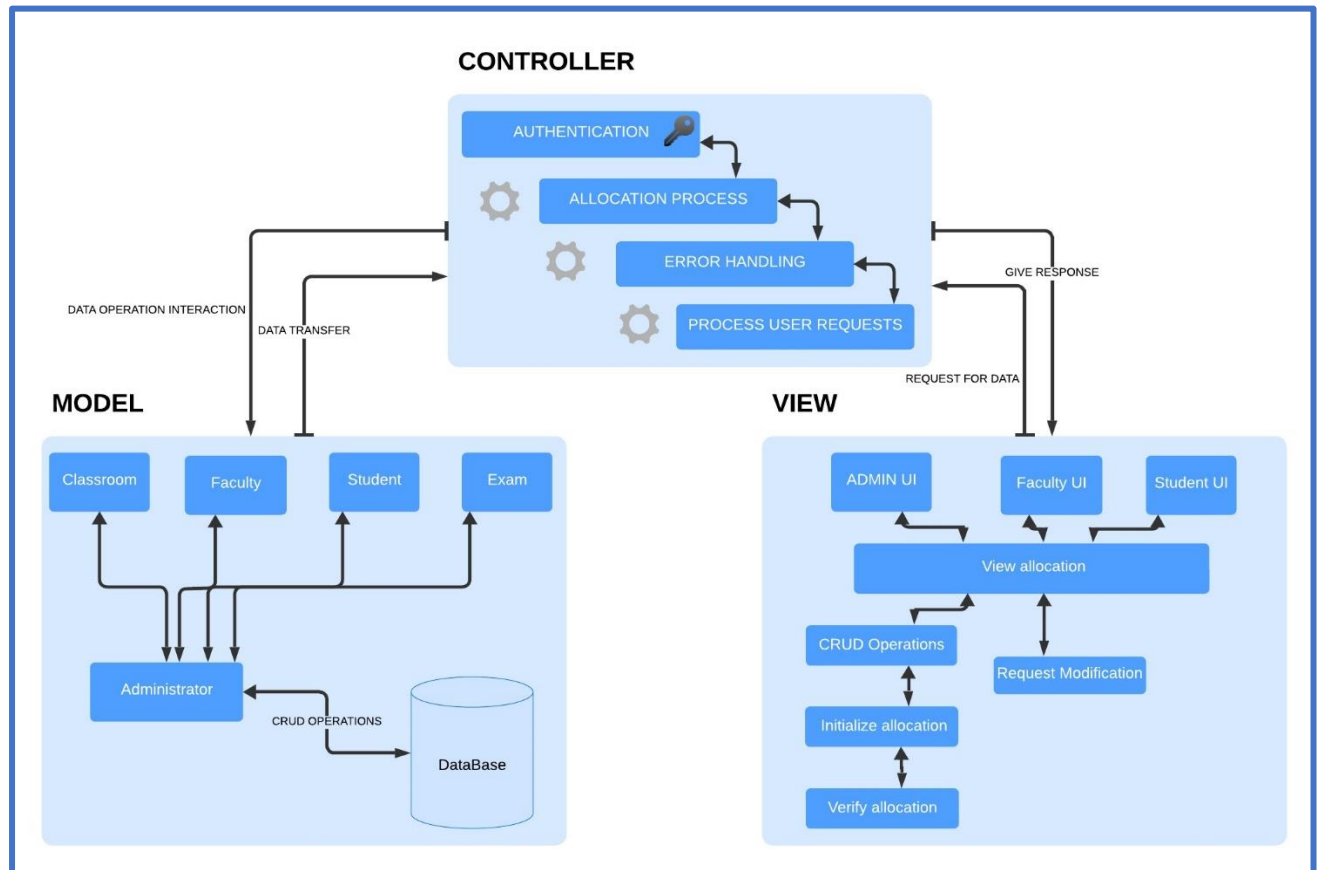 CONTROLLER
AUTHENTICATION
ALLOCATION PROCESS
ERROR HANDLING
PROCESS USER REQUESTS
DATA OPERATION INTERACTION
DATA TRANSFER
GIVE RESPONSE
REQUEST FOR DATA
MODEL
Classroom
Faculty
Student
Exam
Administrator
CRUD OPERATIONS
DataBase
VIEW
ADMIN UI
Faculty UI
Student UI
View allocation
CRUD Operations
Request Modification
Initialize allocation
Verify allocation